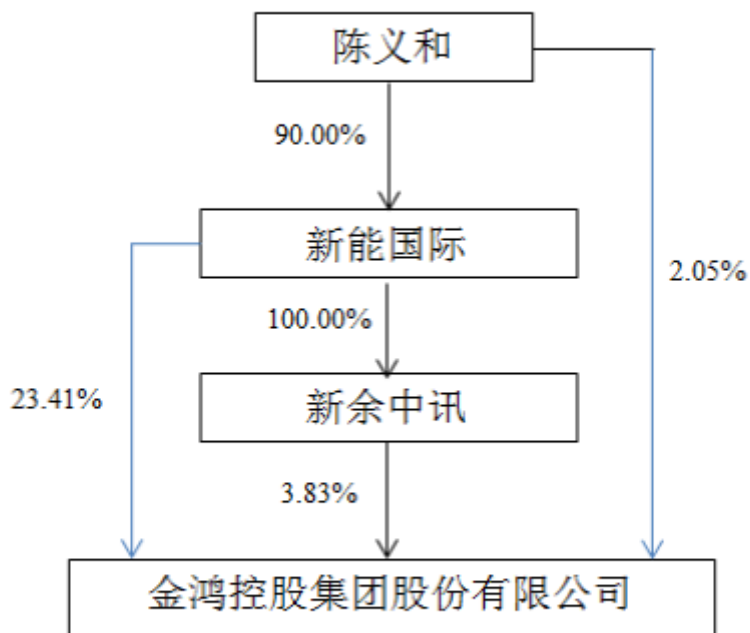 陈义和
90.00%
新能国际
2.05%
100.00%
23.41%
新余中讯
3.83%
金鸿控股集团股份有限公司